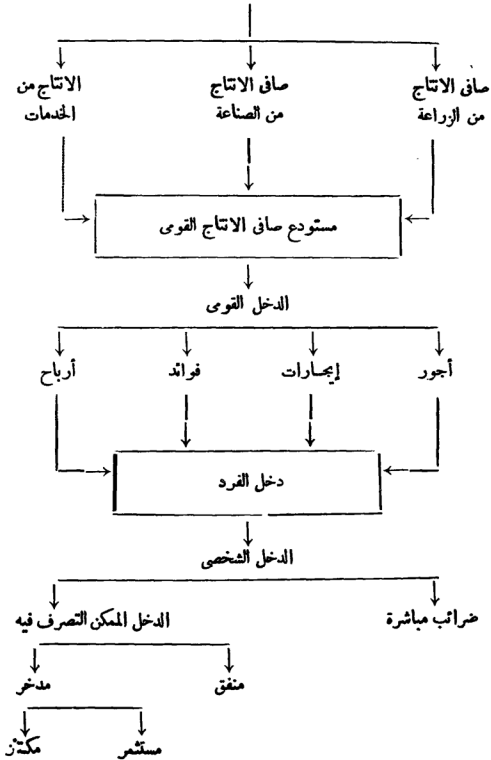 صافى الانتاج من الزراعة
صافى الانتاج من الصناعة
الانتاج من الخدمات
مستودع صافى الانتاج القومى
الدخل القومى
أجور
إيجارات
فوائد
أرباح
دخل الفرد
الدخل الشخصى
ضرائب مباشرة
الدخل الممكن التصرف فيه
منفق
مدخر
مستثمر
مكتنز